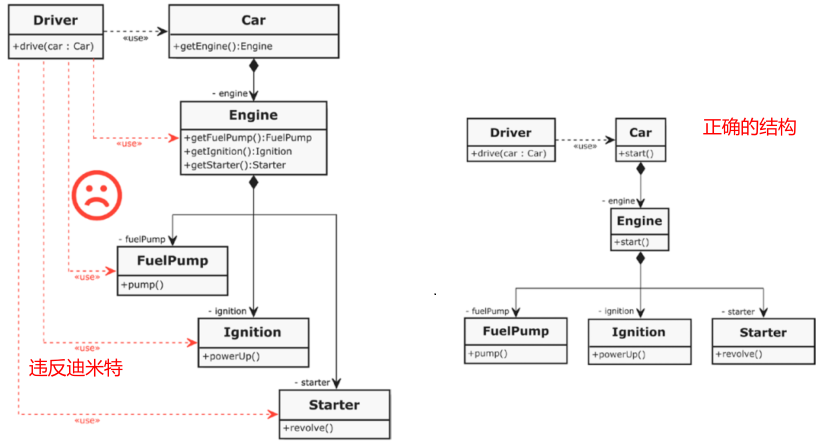 Driver
+drive(car : Car)
«use»
Car
+getEngine():Engine
- engine
Engine
+getFuelPump():FuelPump
+getIgnition():Ignition
+getStarter():Starter
«use»
- fuelPump
FuelPump
+pump()
«use»
- ignition
Ignition
+powerUp()
«use»
违反迪米特
- starter
Starter
+revolve()
«use»
正确的结构
Driver
+drive(car : Car)
«use»
Car
+start()
- engine
Engine
+start()
- fuelPump
FuelPump
+pump()
- ignition
Ignition
+powerUp()
- starter
Starter
+revolve()